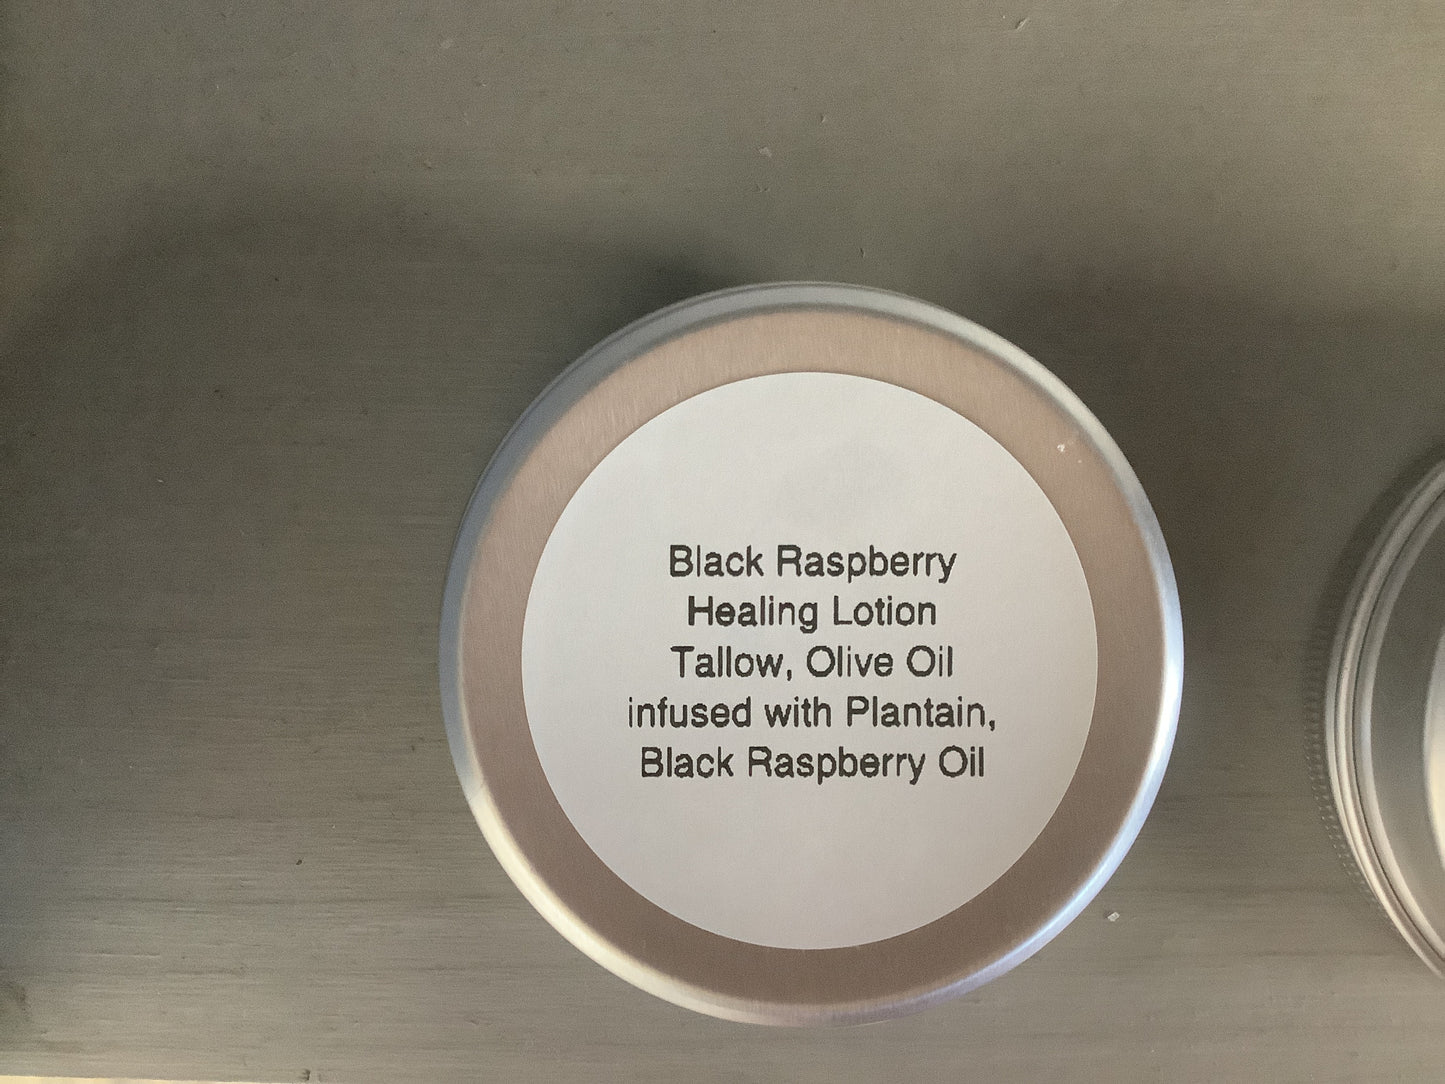 Black Raspberry
Healing Lotion
Tallow, Olive Oil
infused with Plantain,
Black Raspberry Oil